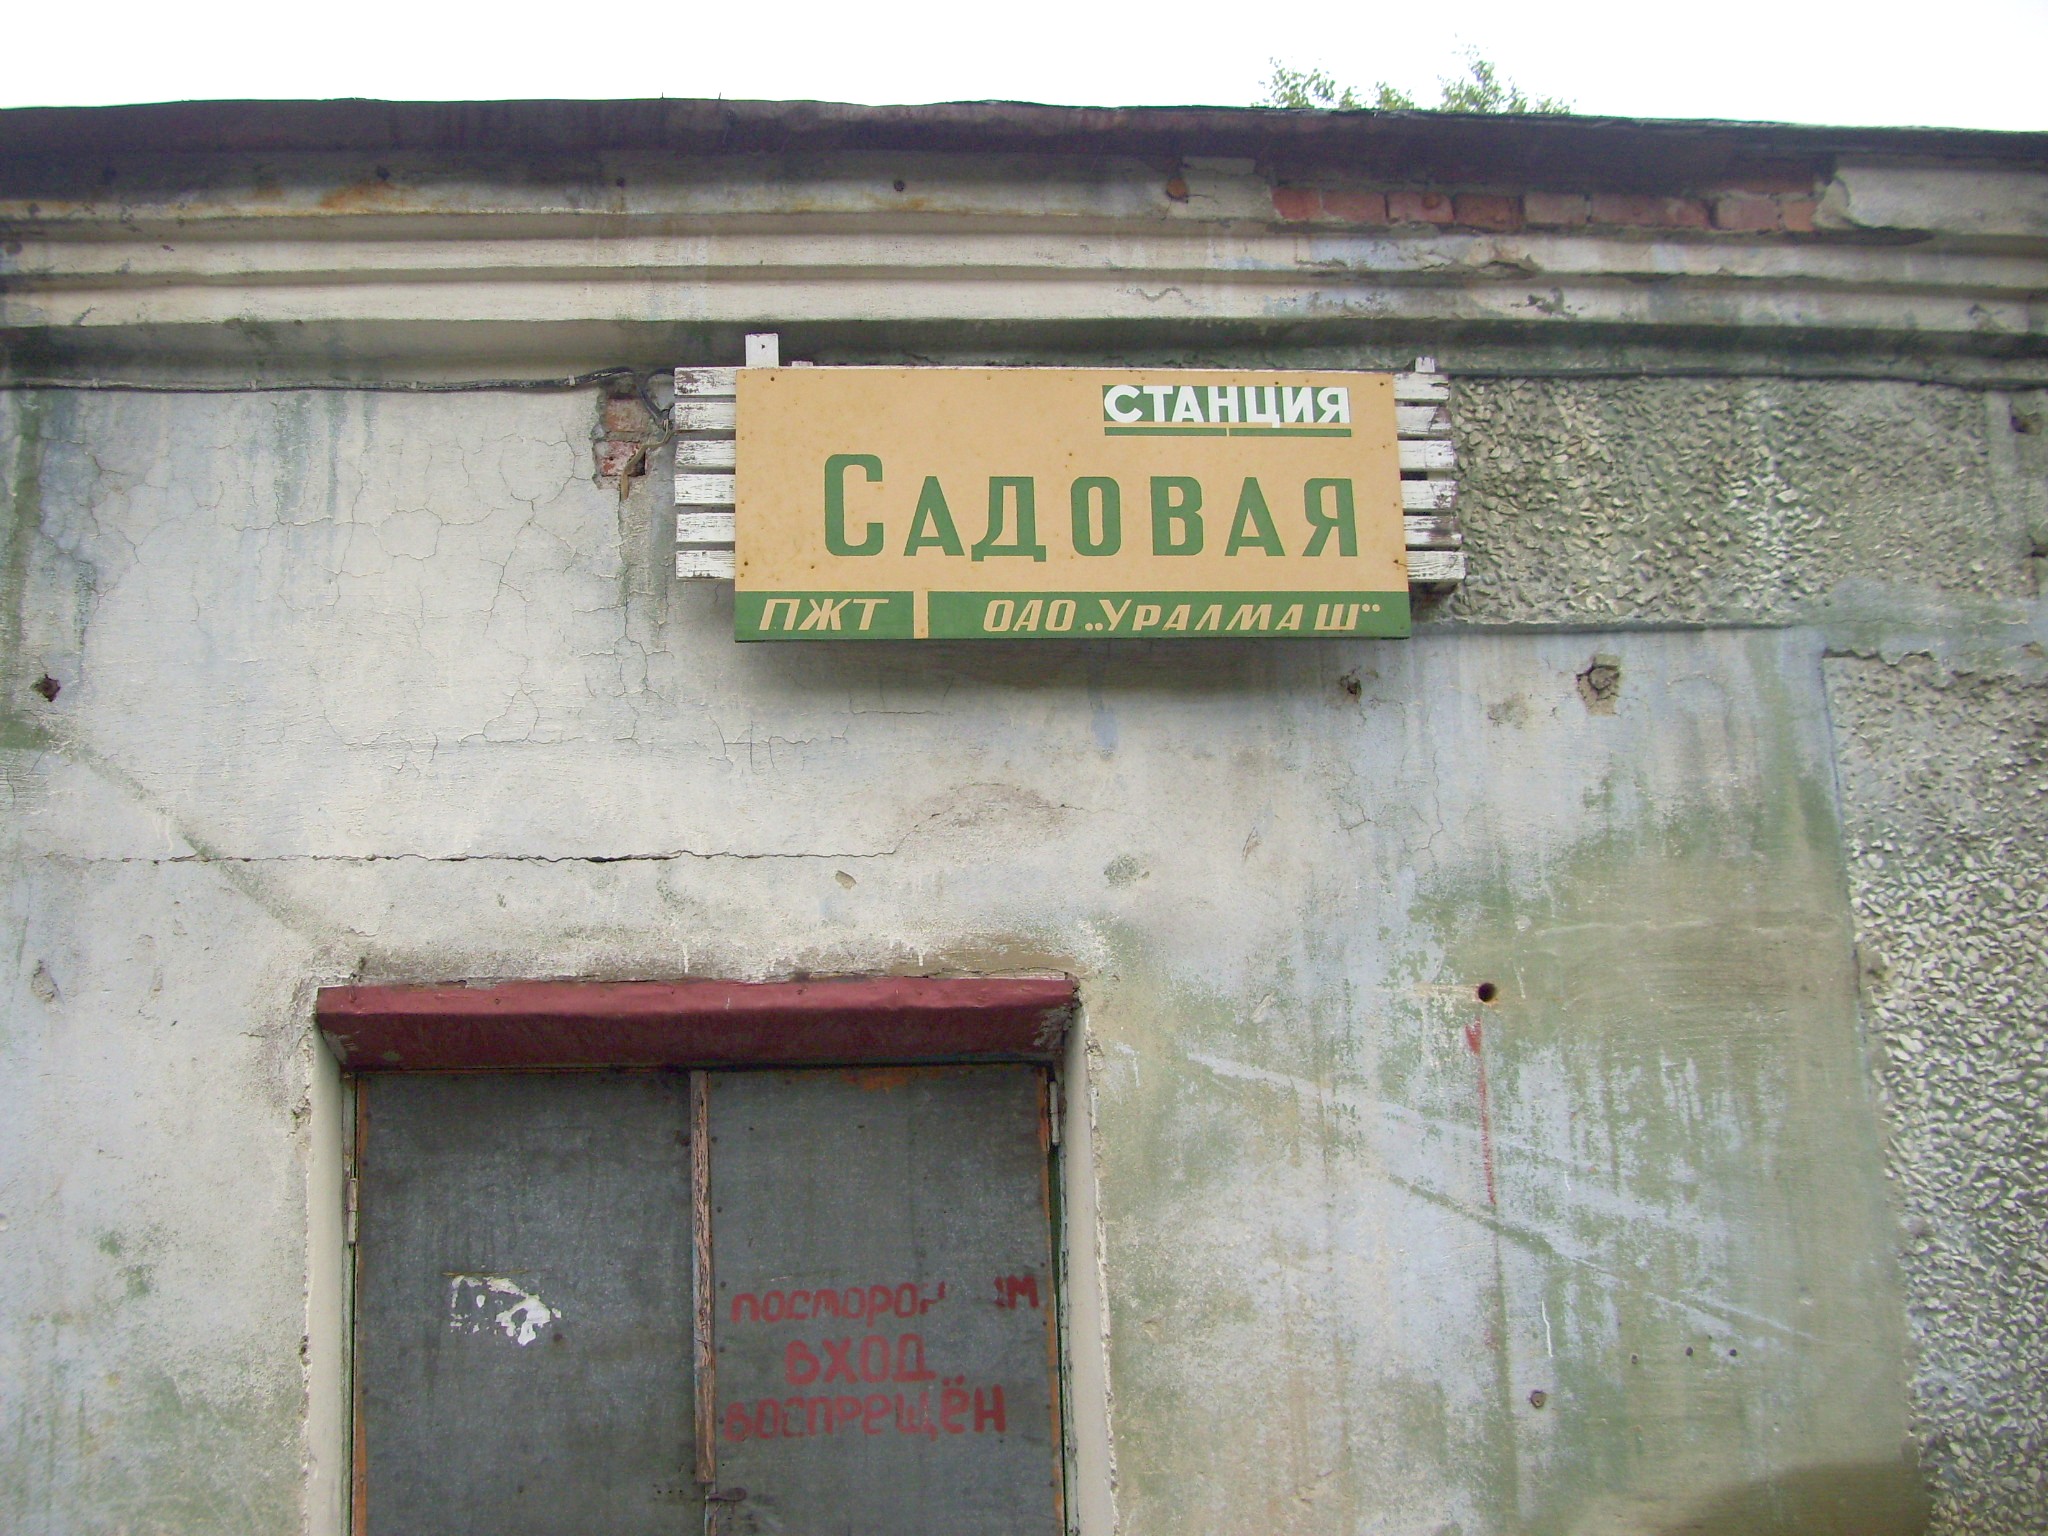 СТАНЦИЯ
САДОВАЯ
ПЖТ ОАО „УРАЛМАШ"
ВХОД
ВОСПРЕЩЁН